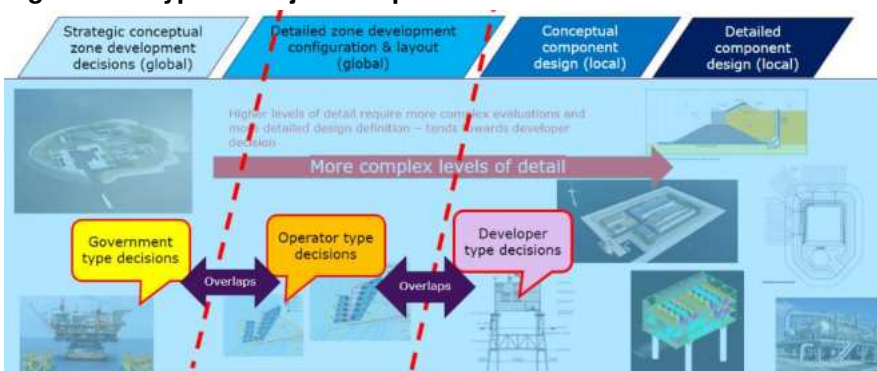 Strategic conceptual
zone development
decisions (global)
Detailed zone development
configuration & layout
(global)
Conceptual
component
design (local)
Detailed
component
design (local)
Higher levels of detail require more complex evaluations and
more detailed design definition – tends towards developer
decision
More complex levels of detail
Government
type decisions
Overlaps
Operator type
decisions
Overlaps
Developer
type decisions